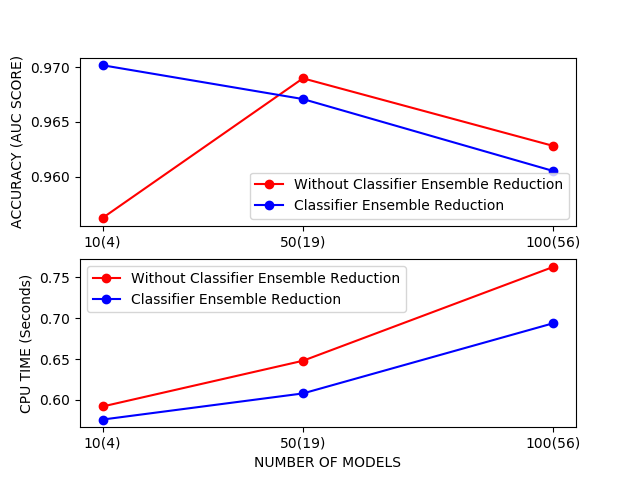 ACCURACY (AUC SCORE)
0.970
0.965
0.960
Without Classifier Ensemble Reduction
Classifier Ensemble Reduction
10(4) 50(19) 100(56)
CPU TIME (Seconds)
0.75
0.70
0.65
0.60
Without Classifier Ensemble Reduction
Classifier Ensemble Reduction
10(4) 50(19) 100(56)
NUMBER OF MODELS